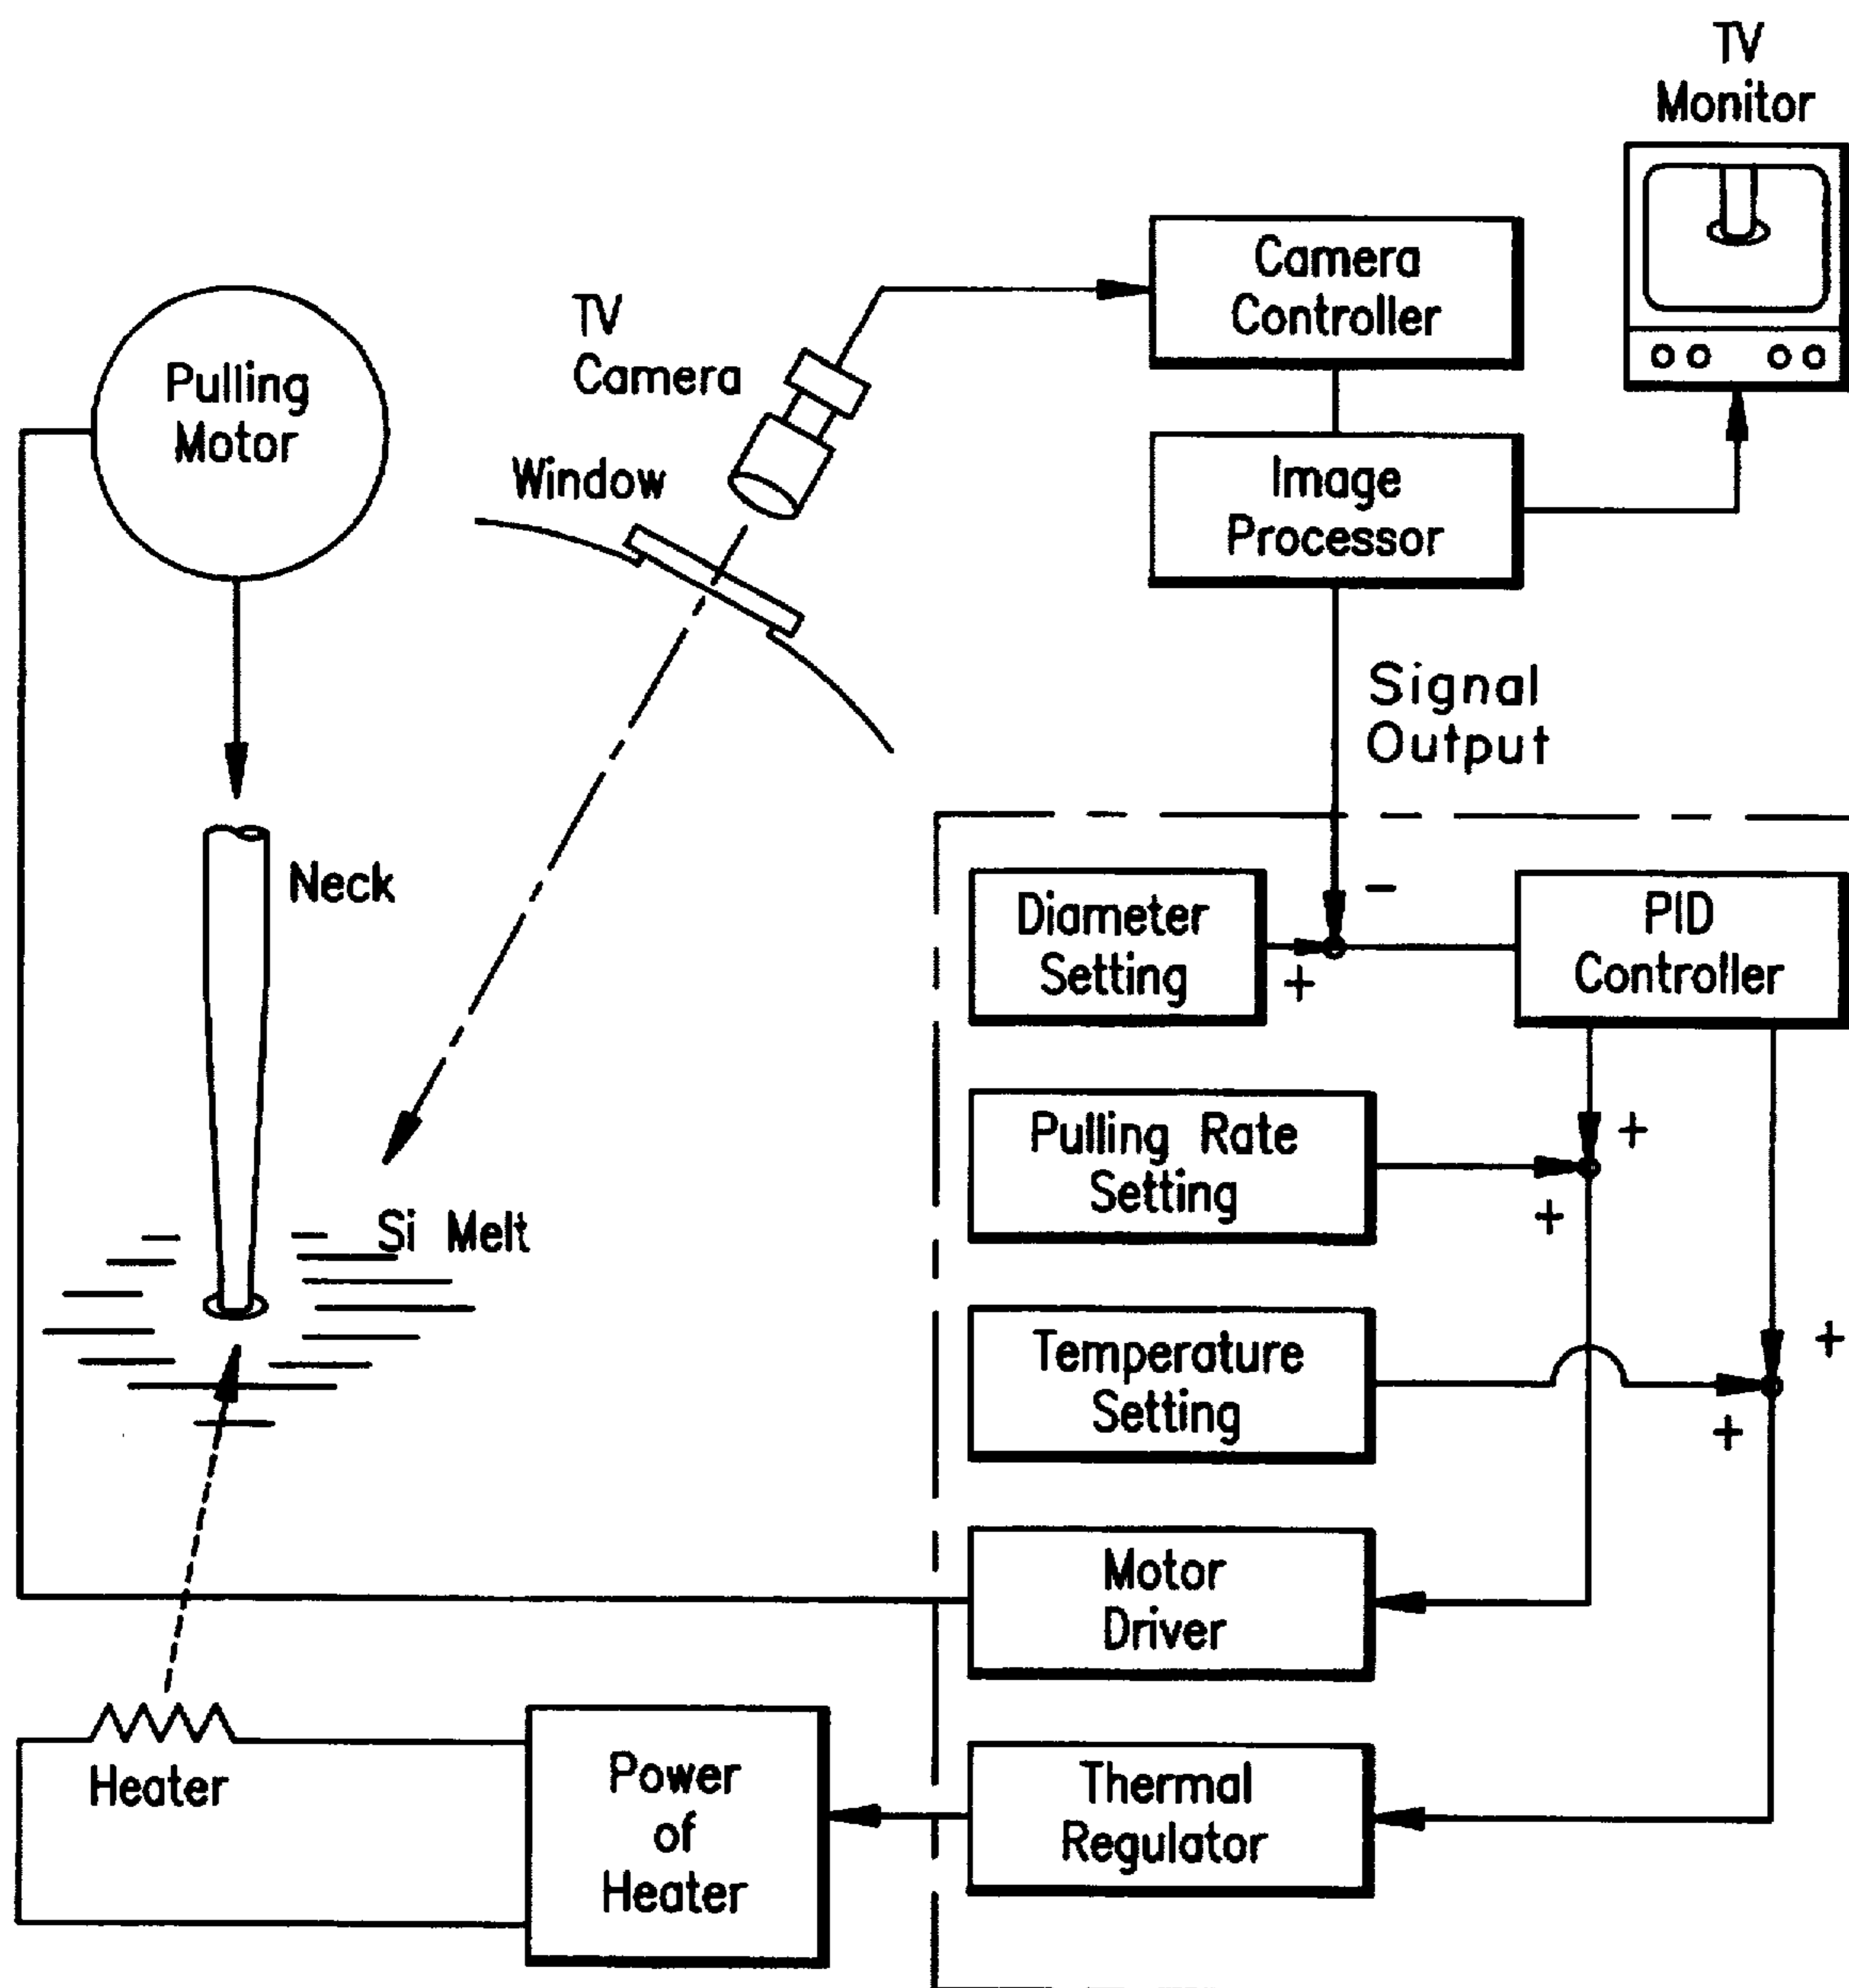 TV
Monitor
Camera
Controller
TV
Camera
Pulling
Motor
Window
Image
Processor
Signal
Output
Neck
Diameter
Setting
-
+
PID
Controller
Pulling Rate
Setting
+
+
Si Melt
Temperature
Setting
+
+
Motor
Driver
Heater
Power
of
Heater
Thermal
Regulator